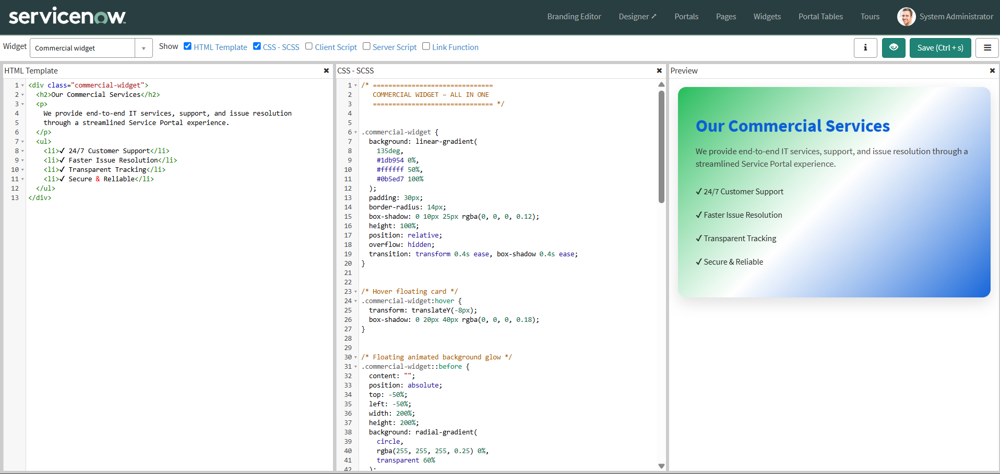 servicenow™
Branding Editor
Designer
Portals
Pages
Widgets
Portal Tables
Tours
System Administrator
Widget
Commercial widget
Show
HTML Template
CSS - SCSS
Client Script
Server Script
Link Function
i
Save (Ctrl + s)
HTML Template
1 <div class="commercial-widget">
2 <h2>Our Commercial Services</h2>
3 <p>
4 We provide end-to-end IT services, support, and issue resolution
5 through a streamlined Service Portal experience.
6 </p>
7 <ul>
8 <li>✔ 24/7 Customer Support</li>
9 <li>✔ Faster Issue Resolution</li>
10 <li>✔ Transparent Tracking</li>
11 <li>✔ Secure & Reliable</li>
12 </ul>
13 </div>
CSS - SCSS
1 /* ===============================
2 COMMERCIAL WIDGET – ALL IN ONE
3 =============================== */
4
5
6 .commercial-widget {
7 background: linear-gradient(
8 135deg,
9 #1db954 0%,
10 #ffffff 50%,
11 #0b5ed7 100%
12 );
13 padding: 30px;
14 border-radius: 14px;
15 box-shadow: 0 10px 25px rgba(0, 0, 0, 0.12);
16 height: 100%;
17 position: relative;
18 overflow: hidden;
19 transition: transform 0.4s ease, box-shadow 0.4s ease;
20 }
21
22
23 /* Hover floating card */
24 .commercial-widget:hover {
25 transform: translateY(-8px);
26 box-shadow: 0 20px 40px rgba(0, 0, 0, 0.18);
27 }
28
29
30 /* Floating animated background glow */
31 .commercial-widget::before {
32 content: "";
33 position: absolute;
34 top: -50%;
35 left: -50%;
36 width: 200%;
37 height: 200%;
38 background: radial-gradient(
39 circle,
40 rgba(255, 255, 255, 0.25) 0%,
41 transparent 60%
42 );
Preview
Our Commercial Services
We provide end-to-end IT services, support, and issue resolution through a
streamlined Service Portal experience.
✔ 24/7 Customer Support
✔ Faster Issue Resolution
✔ Transparent Tracking
✔ Secure & Reliable